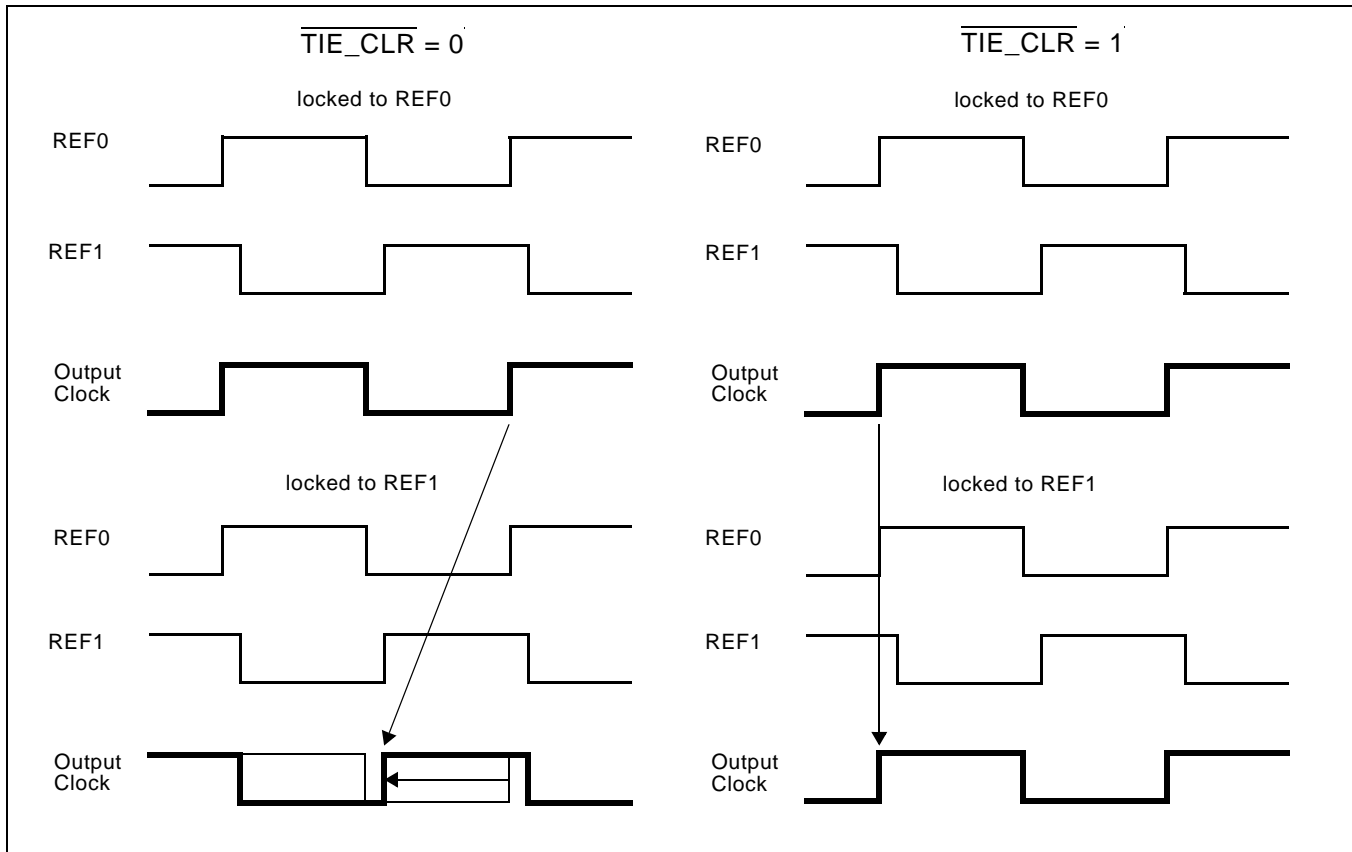 TIE_CLR = 0
locked to REF0
REF0
REF1
Output
Clock
locked to REF1
REF0
REF1
Output
Clock
TIE_CLR = 1
locked to REF0
REF0
REF1
Output
Clock
locked to REF1
REF0
REF1
Output
Clock